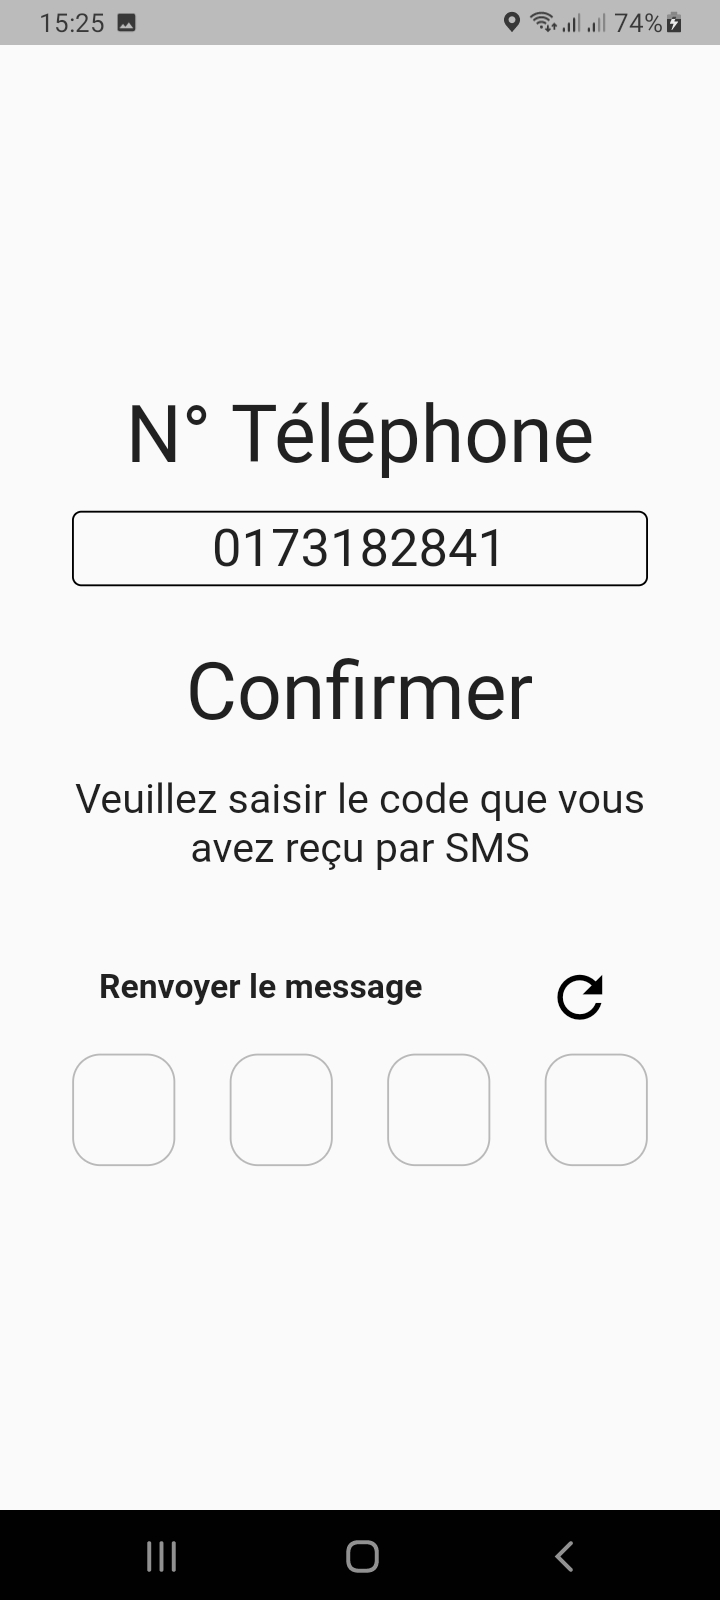 15:25 74%
N° Téléphone
0173182841
Confirmer
Veuillez saisir le code que vous
avez reçu par SMS
Renvoyer le message